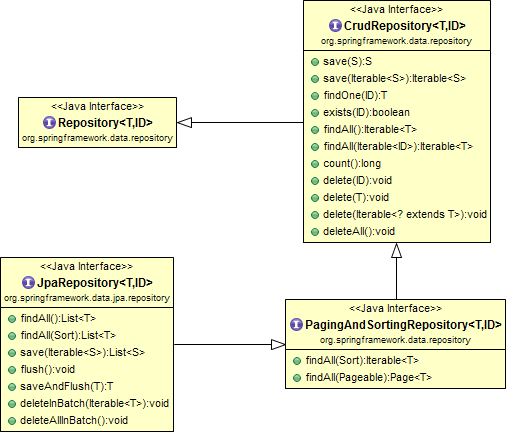 <<Java Interface>>
I CrudRepository<T,ID>
org.springframework.data.repository
save(S):S
save(Iterable<S>):Iterable<S>
findOne(ID):T
exists(ID):boolean
findAll():Iterable<T>
findAll(Iterable<ID>):Iterable<T>
count():long
delete(ID):void
delete(T):void
delete(Iterable<? extends T>):void
deleteAll():void
<<Java Interface>>
I Repository<T,ID>
org.springframework.data.repository
<<Java Interface>>
I JpaRepository<T,ID>
org.springframework.data.jpa.repository
findAll():List<T>
findAll(Sort):List<T>
save(Iterable<S>):List<S>
flush():void
saveAndFlush(T):T
deleteInBatch(Iterable<T>):void
deleteAllInBatch():void
<<Java Interface>>
I PagingAndSortingRepository<T,ID>
org.springframework.data.repository
findAll(Sort):Iterable<T>
findAll(Pageable):Page<T>